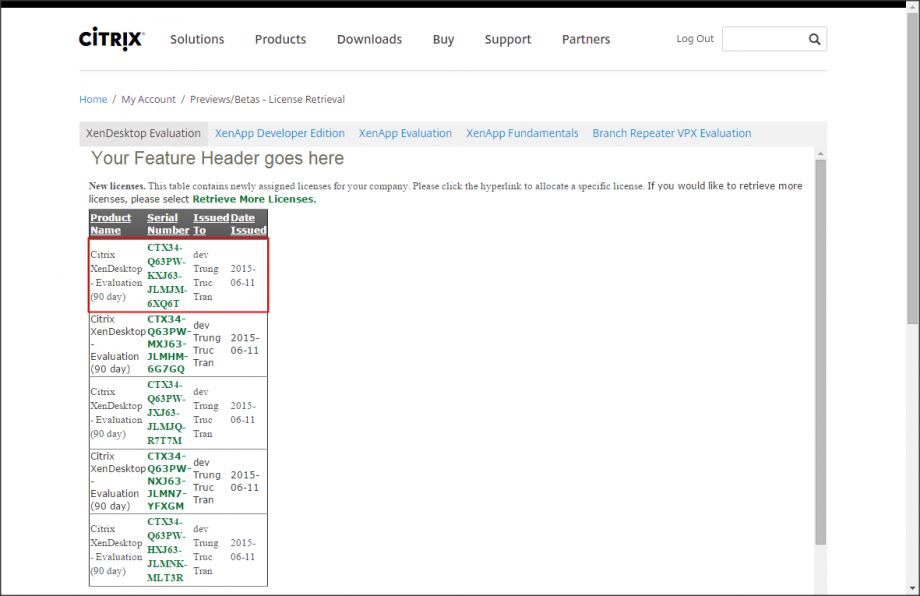 CİTRIX
Solutions Products Downloads Buy Support Partners Log Out
Home / My Account / Previews/Betas - License Retrieval
XenDesktop Evaluation XenApp Developer Edition XenApp Evaluation XenApp Fundamentals Branch Repeater VPX Evaluation
Your Feature Header goes here
New licenses. This table contains newly assigned licenses for your company. Please click the hyperlink to allocate a specific license. If you would like to retrieve more
licenses, please select Retrieve More Licenses.
Product Serial Issued Date
Name Number To Issued
Citrix
XenDesktop
- Evaluation
(90 day)
CTX34-
Q63PW-
KXJ63-
JLMJM-
6XQ6T
dev
Trung
Truc
Tran
2015-
06-11
Citrix
XenDesktop
-
Evaluation
(90 day)
CTX34-
Q63PW-
MXJ63-
JLMHM-
6G7GQ
dev
Trung
Truc
Tran
2015-
06-11
Citrix
XenDesktop
- Evaluation
(90 day)
CTX34-
Q63PW-
JXJ63-
JLMJQ-
R7T7M
dev
Trung
Truc
Tran
2015-
06-11
Citrix
XenDesktop
-
Evaluation
(90 day)
CTX34-
Q63PW-
NXJ63-
JLMN7-
YFXGM
dev
Trung
Truc
Tran
2015-
06-11
Citrix
XenDesktop
- Evaluation
(90 day)
CTX34-
Q63PW-
HXJ63-
JLMNK-
MLT3R
dev
Trung
Truc
Tran
2015-
06-11